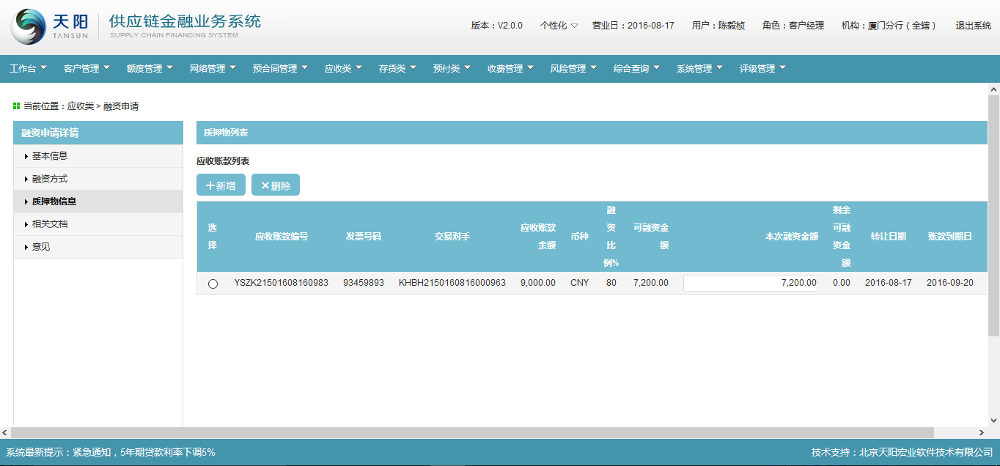 天阳
TANSUN
供应链金融业务系统
SUPPLY CHAIN FINANCING SYSTEM
版本：V2.0.0 个性化 营业日：2016-08-17 用户：陈毅桢 角色：客户经理 机构：厦门分行（全辖） 退出系统
工作台 客户管理 额度管理 网络管理 预合同管理 应收类 存货类 预付类 收费管理 风险管理 综合查询 系统管理 评级管理
当前位置：应收类 > 融资申请
融资申请详情
基本信息
融资方式
质押物信息
相关文档
意见
质押物列表
应收账款列表
新增 删除
选择 应收账款编号 发票号码 交易对手 应收账款余额 币种 融资比例% 可融资金额 本次融资金额 剩余可融资金额 转让日期 账款到期日
YSZK21501608160983 93459893 KHBH2150160816000963 9,000.00 CNY 80 7,200.00 7,200.00 0.00 2016-08-17 2016-09-20
系统最新提示：紧急通知，5年期贷款利率下调5%
技术支持：北京天阳宏业软件技术有限公司